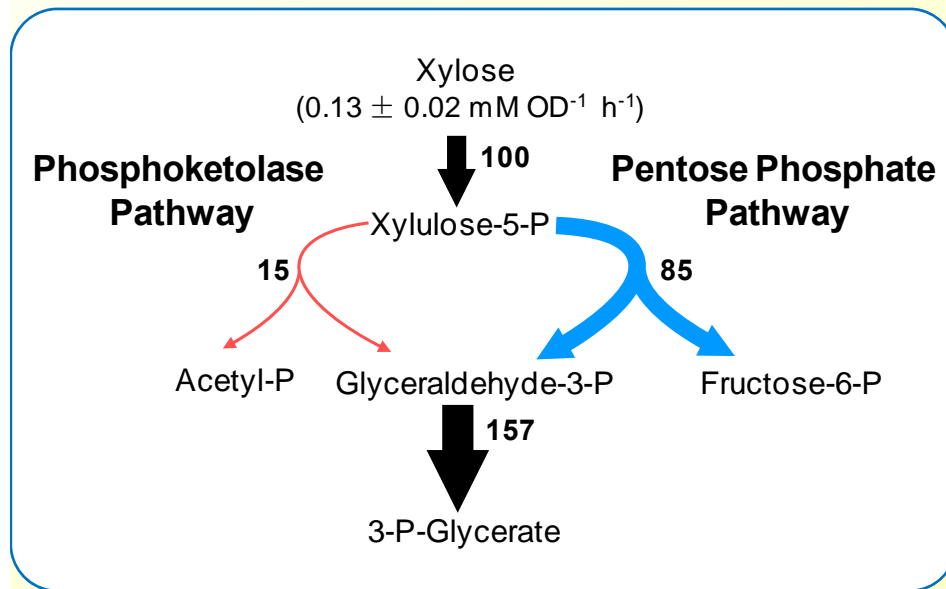 Xylose
(0.13 ± 0.02 mM OD⁻¹ h⁻¹)
100
Phosphoketolase
Pathway
Pentose Phosphate
Pathway
Xylulose-5-P
15
85
Acetyl-P
Glyceraldehyde-3-P
Fructose-6-P
157
3-P-Glycerate